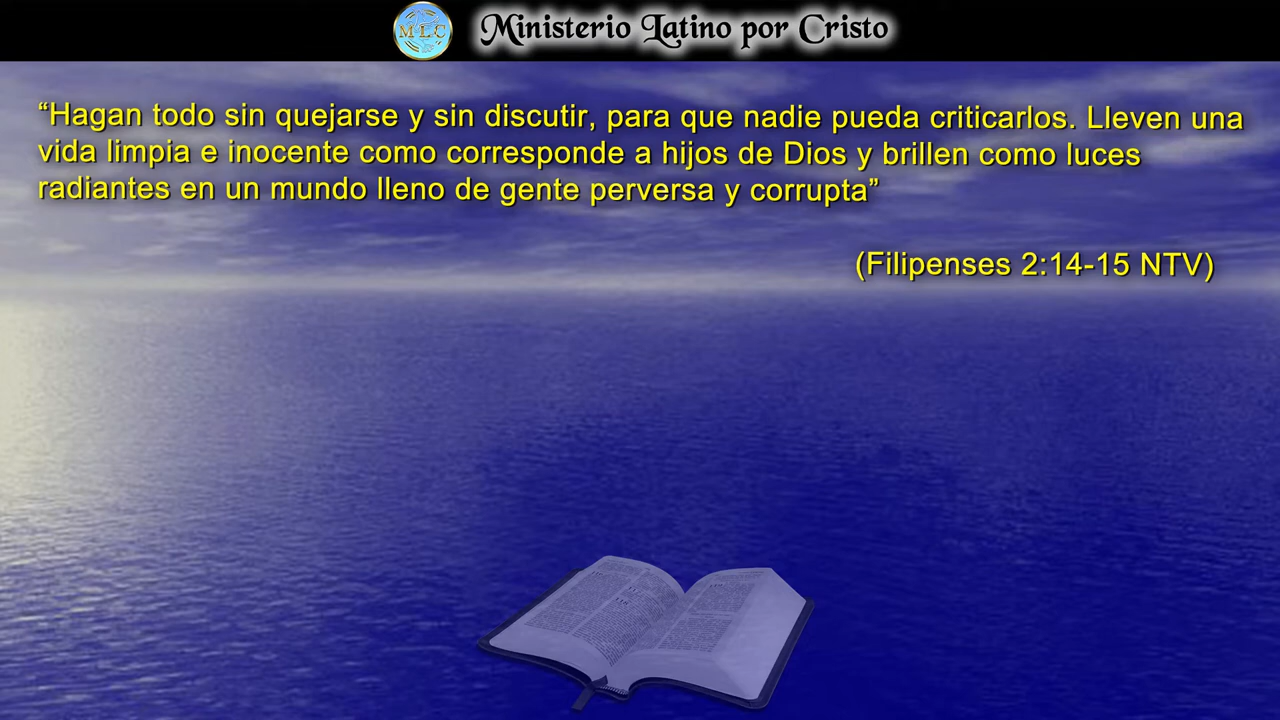 MLC
Ministerio Latino por Cristo
“Hagan todo sin quejarse y sin discutir, para que nadie pueda criticarlos. Lleven una
vida limpia e inocente como corresponde a hijos de Dios y brillen como luces
radiantes en un mundo lleno de gente perversa y corrupta”
(Filipenses 2:14-15 NTV)